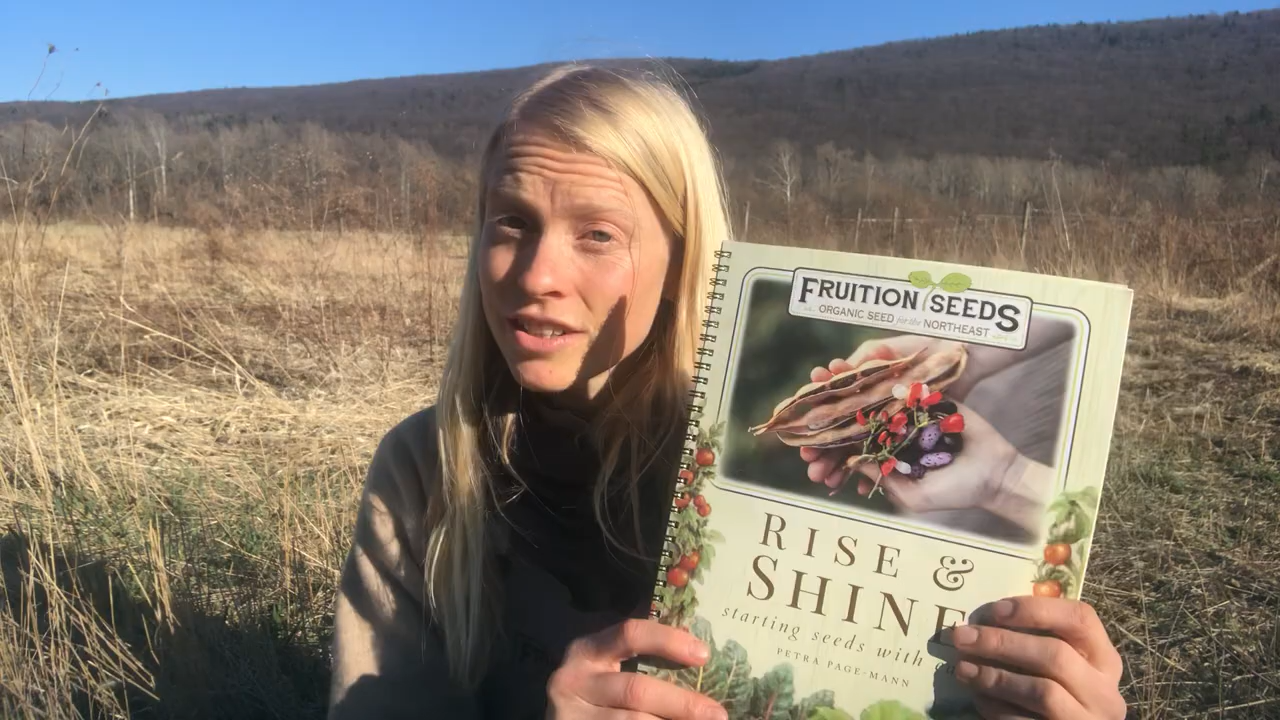 FRUITION SEEDS
ORGANIC SEED for the NORTHEAST
RISE &
SHINE
starting seeds with
PETRA PAGE-MANN